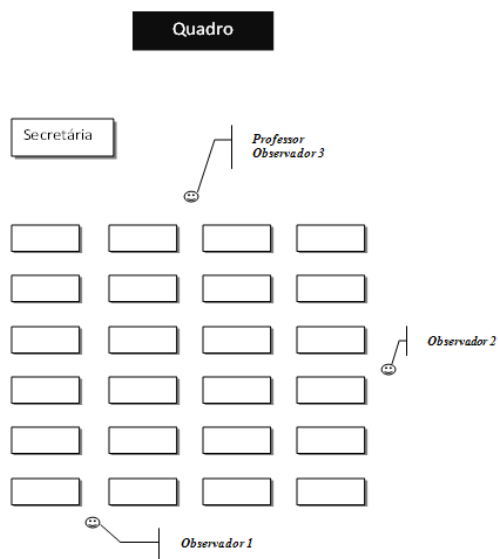 Quadro
Secretária
Professor
Observador 3
Observador 2
Observador 1